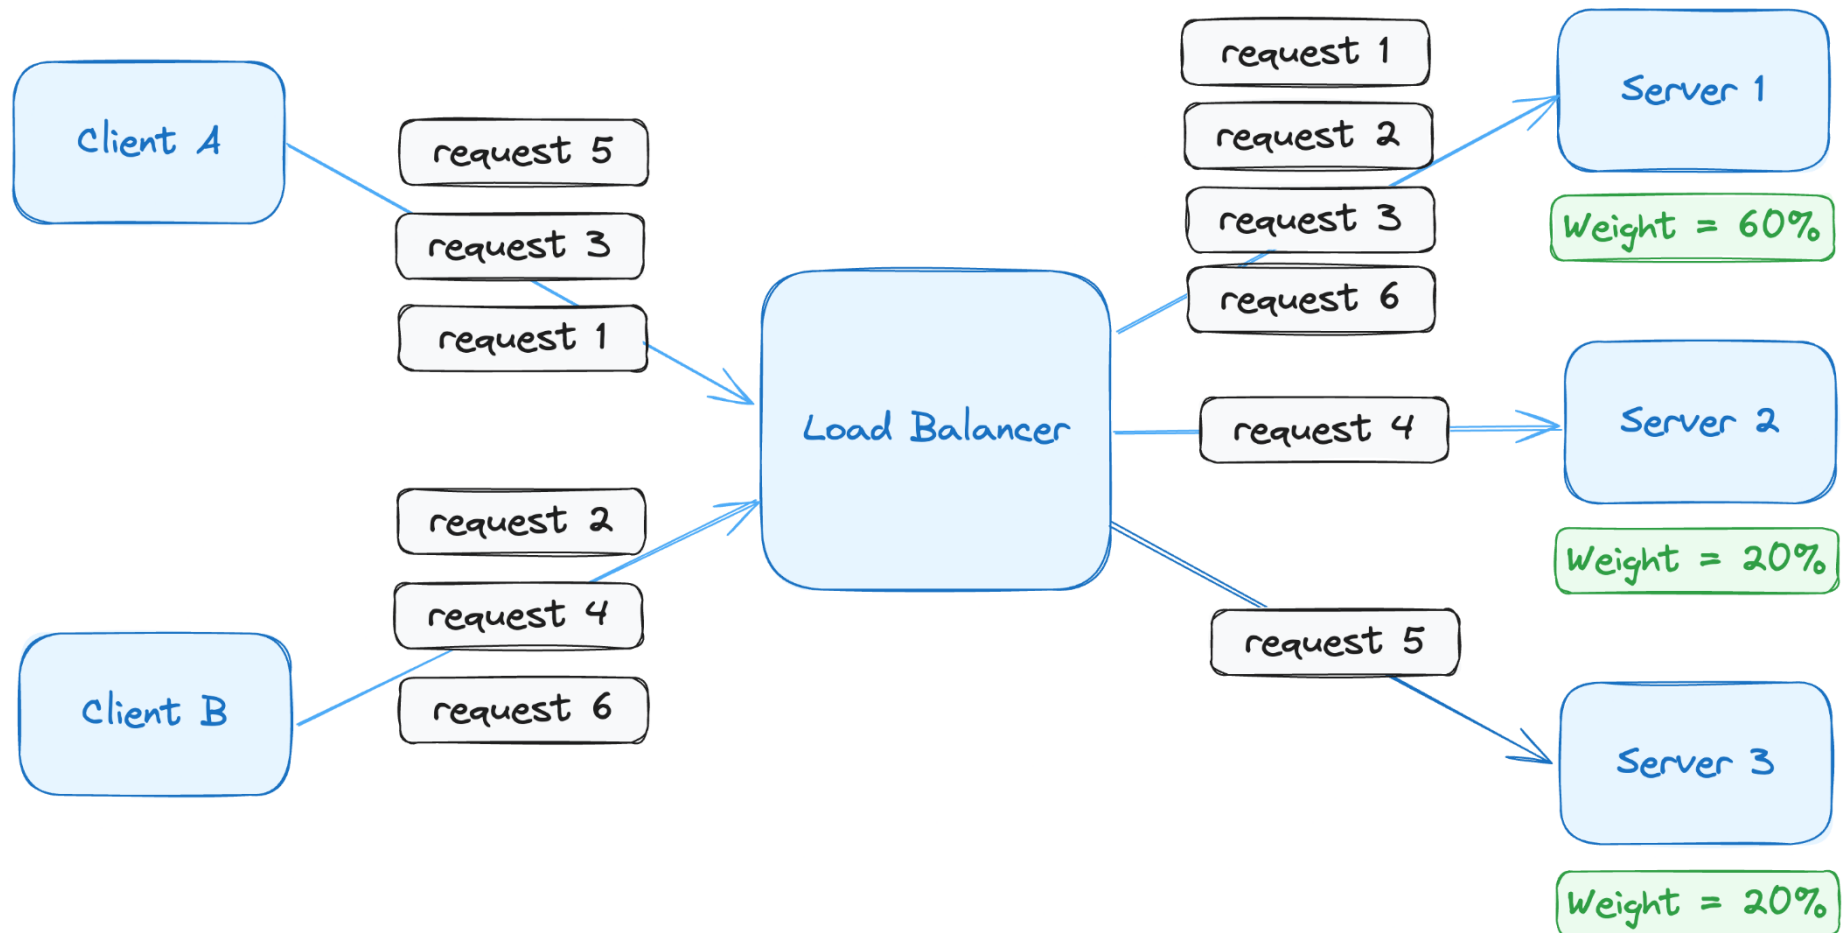 Client A
request 5
request 3
request 1
Client B
request 2
request 4
request 6
Load Balancer
request 1
request 2
request 3
request 6
request 4
request 5
Server 1
Weight = 60%
Server 2
Weight = 20%
Server 3
Weight = 20%